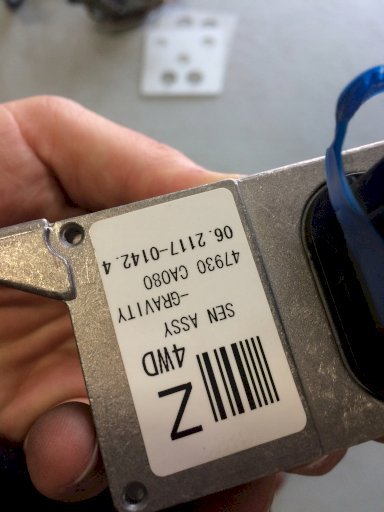 Z
4WD
SEN ASSY
-GRAVITY
47930 CA080
06.2117-0142.4